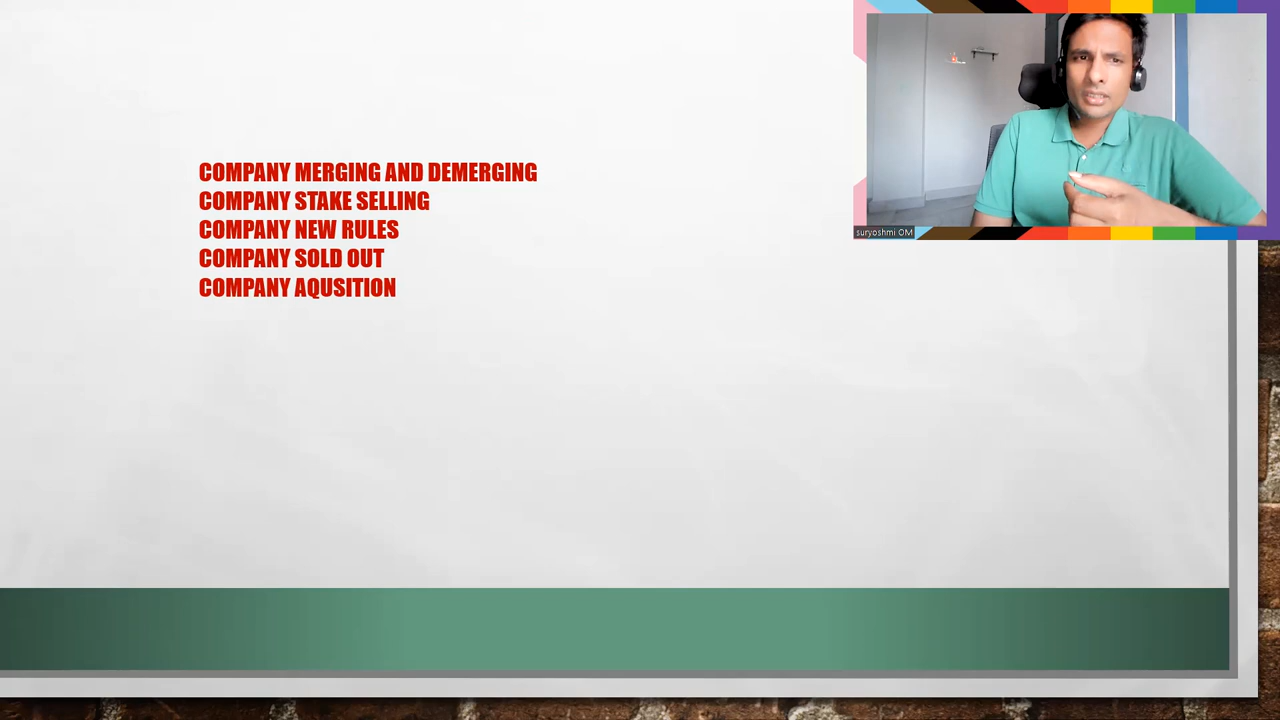 COMPANY MERGING AND DEMERGING
COMPANY STAKE SELLING
COMPANY NEW RULES
COMPANY SOLD OUT
COMPANY AQUSITION
suryoshmi OM